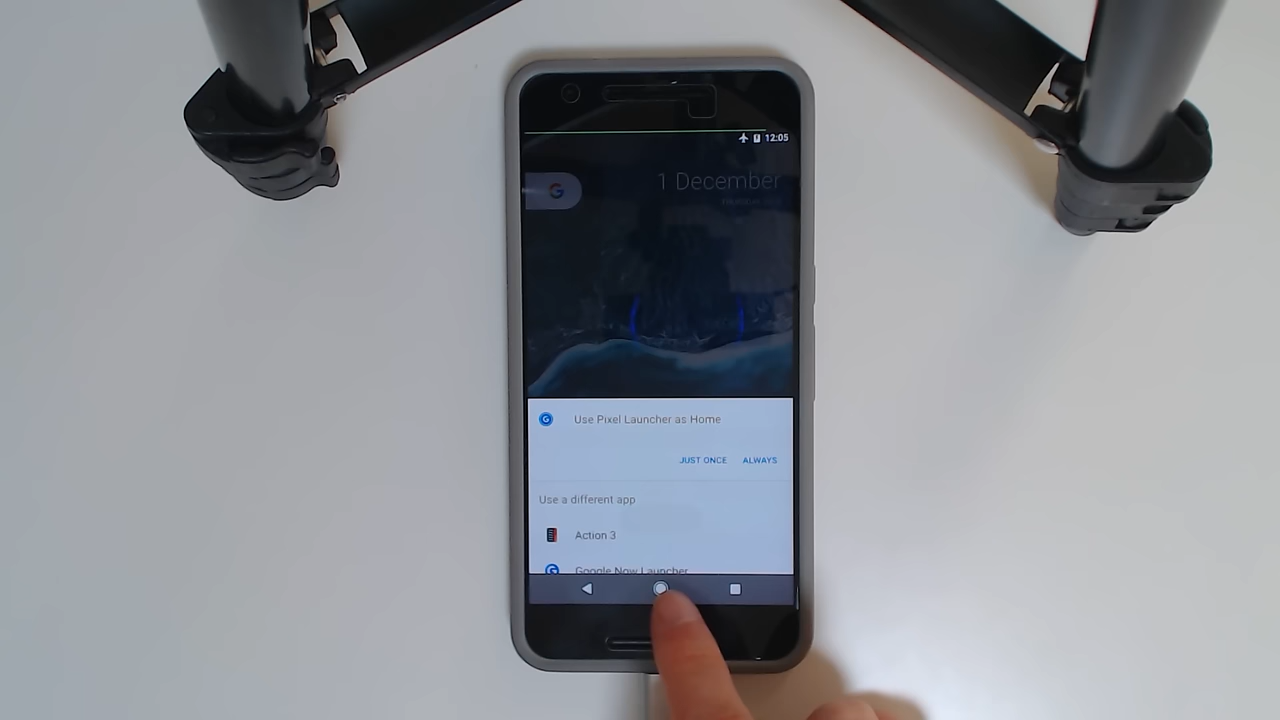 12:05
G
1 December
Use Pixel Launcher as Home
JUST ONCE ALWAYS
Use a different app
Action 3
Google Now Launcher